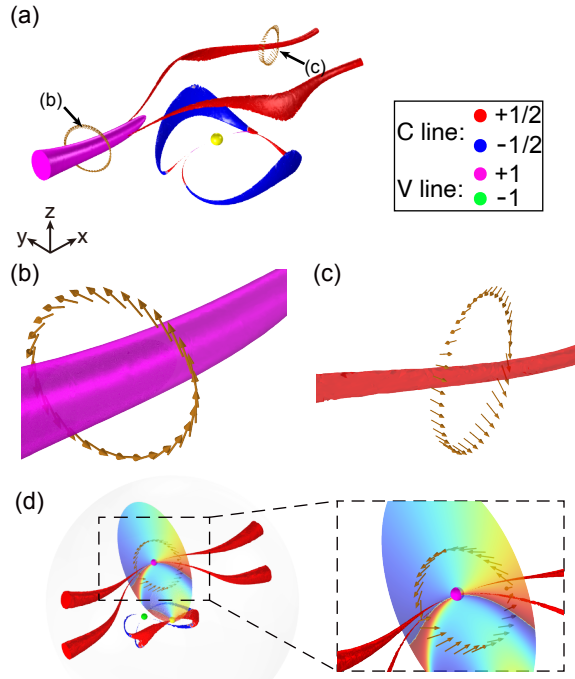 (a)
(b)
(c)
C line:
+1/2
-1/2
V line:
+1
-1
z
y
x
(b)
(c)
(d)